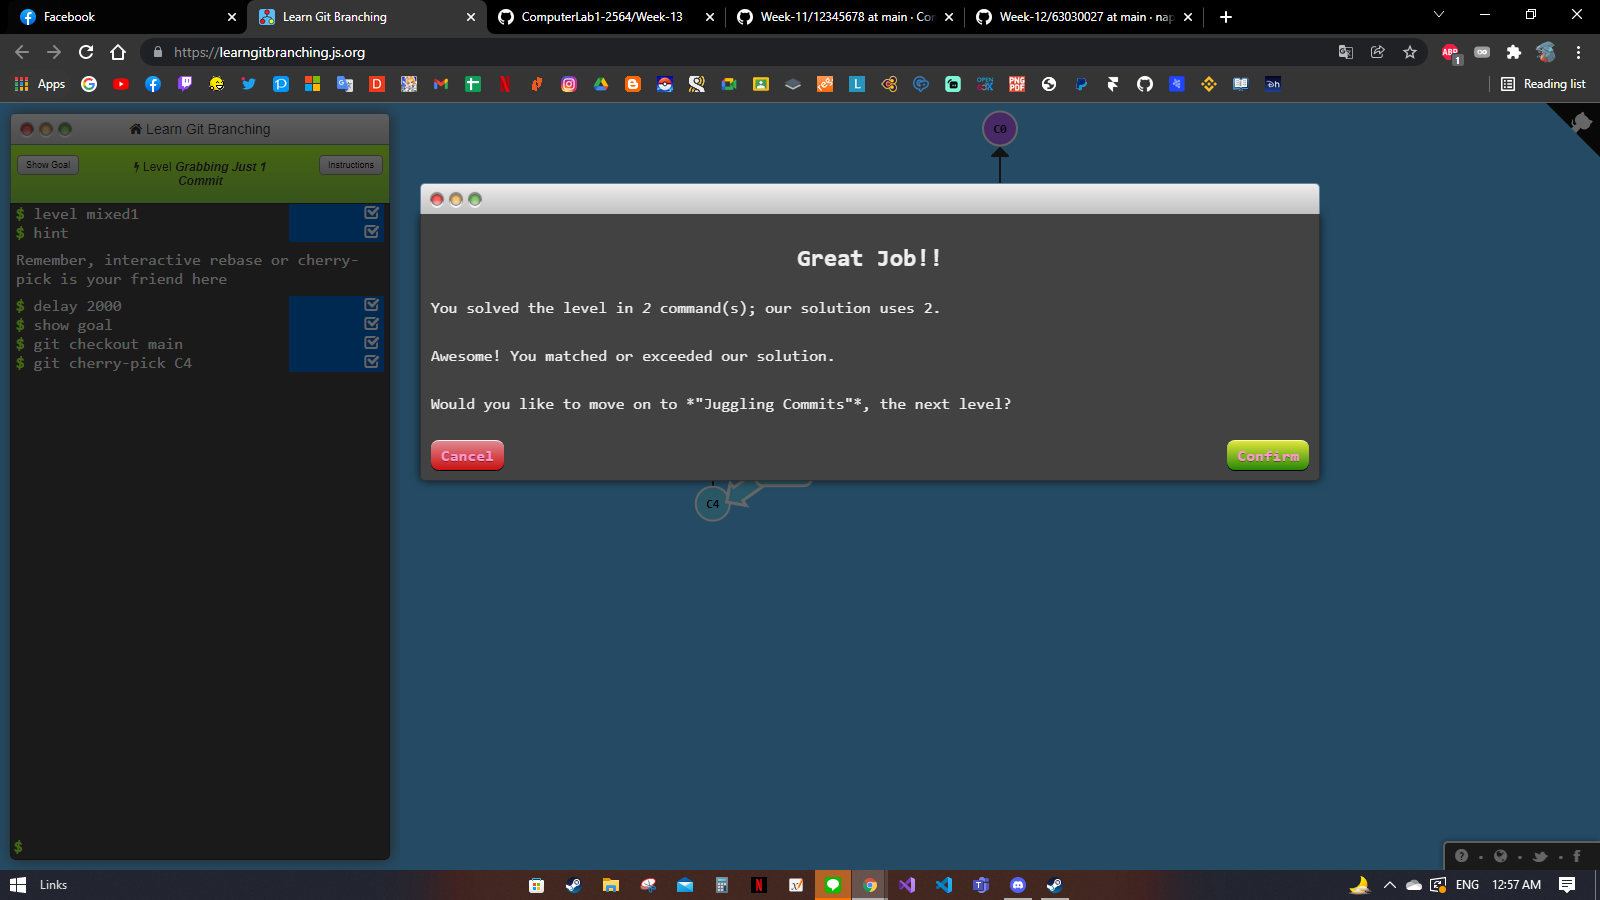 Facebook
Learn Git Branching
ComputerLab1-2564/Week-13
Week-11/12345678 at main · Co
Week-12/63030027 at main · nap
https://learngitbranching.js.org
Apps
Reading list
Learn Git Branching
Show Goal
Level Grabbing Just 1
Commit
Instructions
$ level mixed1
$ hint
Remember, interactive rebase or cherry-
pick is your friend here
$ delay 2000
$ show goal
$ git checkout main
$ git cherry-pick C4
$
C0
Great Job!!
You solved the level in 2 command(s); our solution uses 2.
Awesome! You matched or exceeded our solution.
Would you like to move on to *"Juggling Commits"*, the next level?
Cancel
Confirm
C4
Links
ENG
12:57 AM